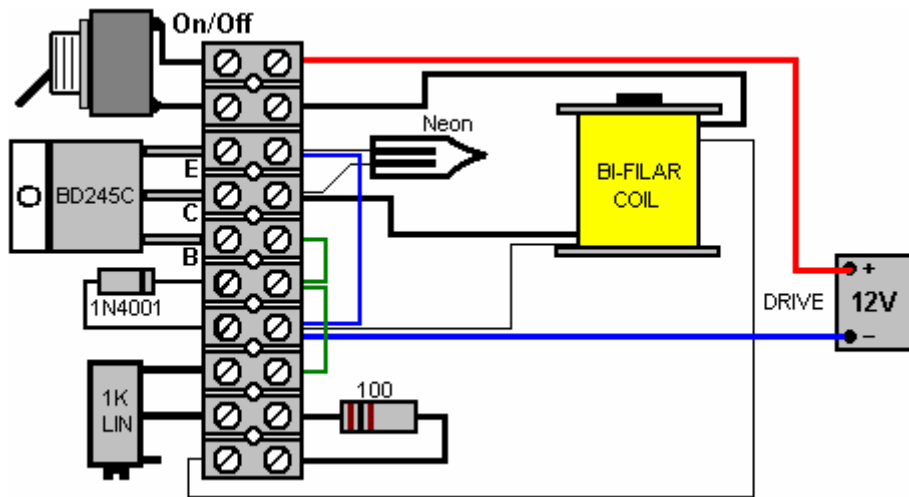 On/Off
Neon
E
BD245C
C
B
BI-FILAR
COIL
1N4001
DRIVE
+
12V
–
1K
LIN
100